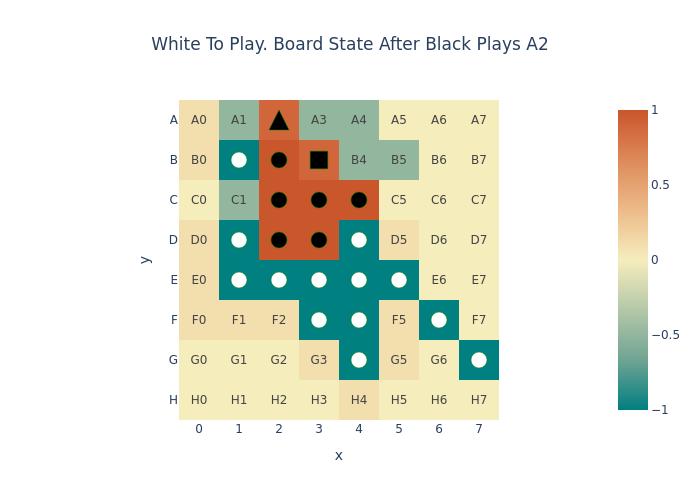 White To Play. Board State After Black Plays A2
A A0 A1 A3 A4 A5 A6 A7
B B0 B4 B5 B6 B7
C C0 C1 C5 C6 C7
D D0 D5 D6 D7
E E0 E6 E7
F F0 F1 F2 F5 F7
G G0 G1 G2 G3 G5 G6
H H0 H1 H2 H3 H4 H5 H6 H7
0 1 2 3 4 5 6 7
x
y
1
0.5
0
−0.5
−1